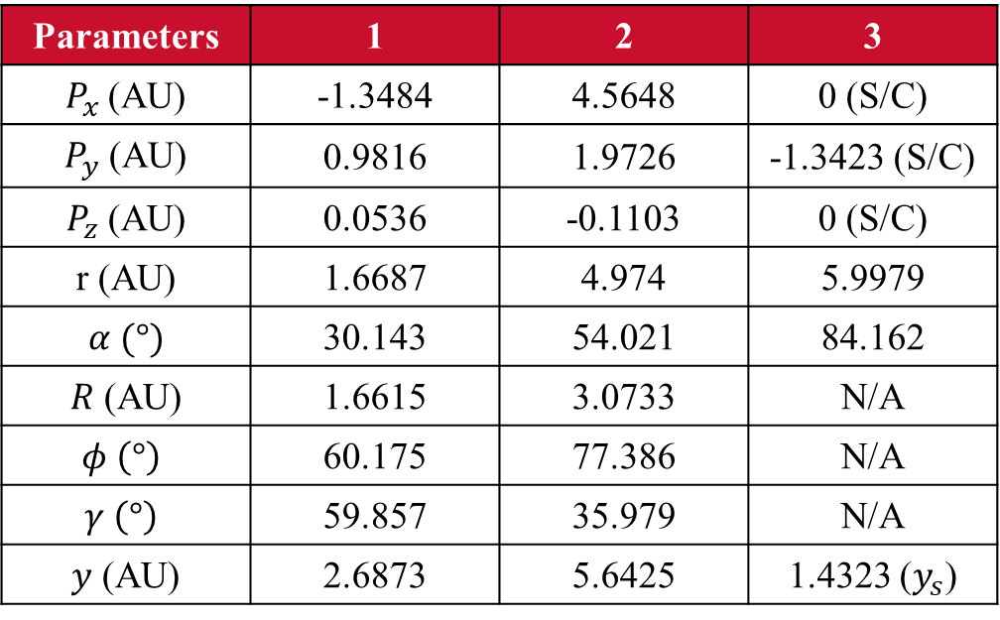 Parameters 1 2 3
P_x (AU) -1.3484 4.5648 0 (S/C)
P_y (AU) 0.9816 1.9726 -1.3423 (S/C)
P_z (AU) 0.0536 -0.1103 0 (S/C)
r (AU) 1.6687 4.974 5.9979
α (°) 30.143 54.021 84.162
R (AU) 1.6615 3.0733 N/A
ϕ (°) 60.175 77.386 N/A
γ (°) 59.857 35.979 N/A
y (AU) 2.6873 5.6425 1.4323 (y_s)